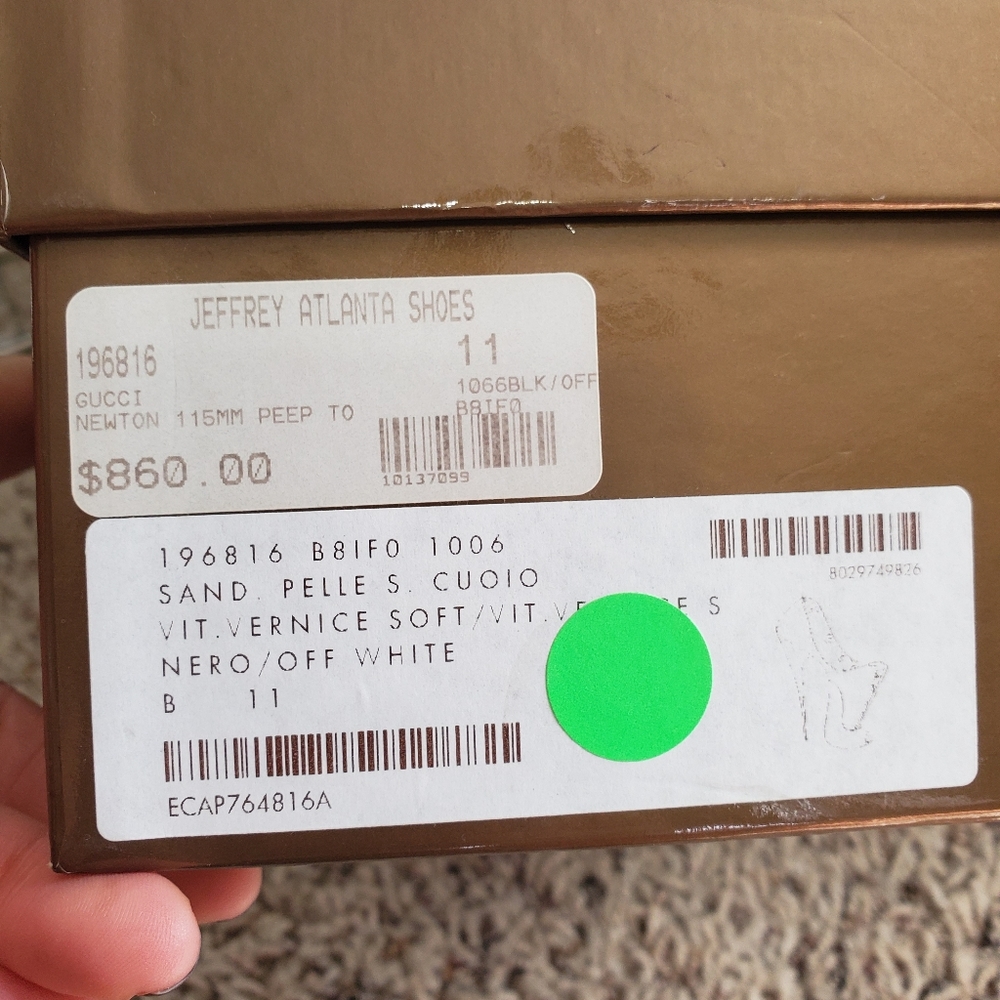 JEFFREY ATLANTA SHOES
196816 11
GUCCI 1066BLK/OFF
NEWTON 115MM PEEP TO B8IF0
$860.00
10137099
196816 B8IF0 1006
8029749826
SAND. PELLE S. CUOIO
VIT.VERNICE SOFT/VIT. S
NERO/OFF WHITE
B 11
ECAP764816A